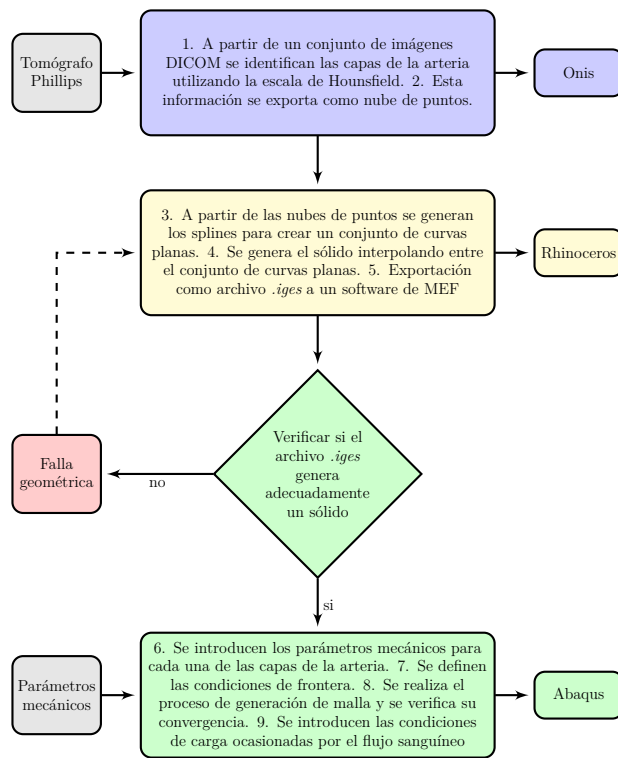 Tomógrafo
Phillips
1. A partir de un conjunto de imágenes
DICOM se identifican las capas de la arteria
utilizando la escala de Hounsfield. 2. Esta
información se exporta como nube de puntos.
Onis
3. A partir de las nubes de puntos se generan
los splines para crear un conjunto de curvas
planas. 4. Se genera el sólido interpolando entre
el conjunto de curvas planas. 5. Exportación
como archivo .iges a un software de MEF
Rhinoceros
Verificar si el
archivo .iges
genera
adecuadamente
un sólido
no
Falla
geométrica
si
Parámetros
mecánicos
6. Se introducen los parámetros mecánicos para
cada una de las capas de la arteria. 7. Se definen
las condiciones de frontera. 8. Se realiza el
proceso de generación de malla y se verifica su
convergencia. 9. Se introducen las condiciones
de carga ocasionadas por el flujo sanguíneo
Abaqus